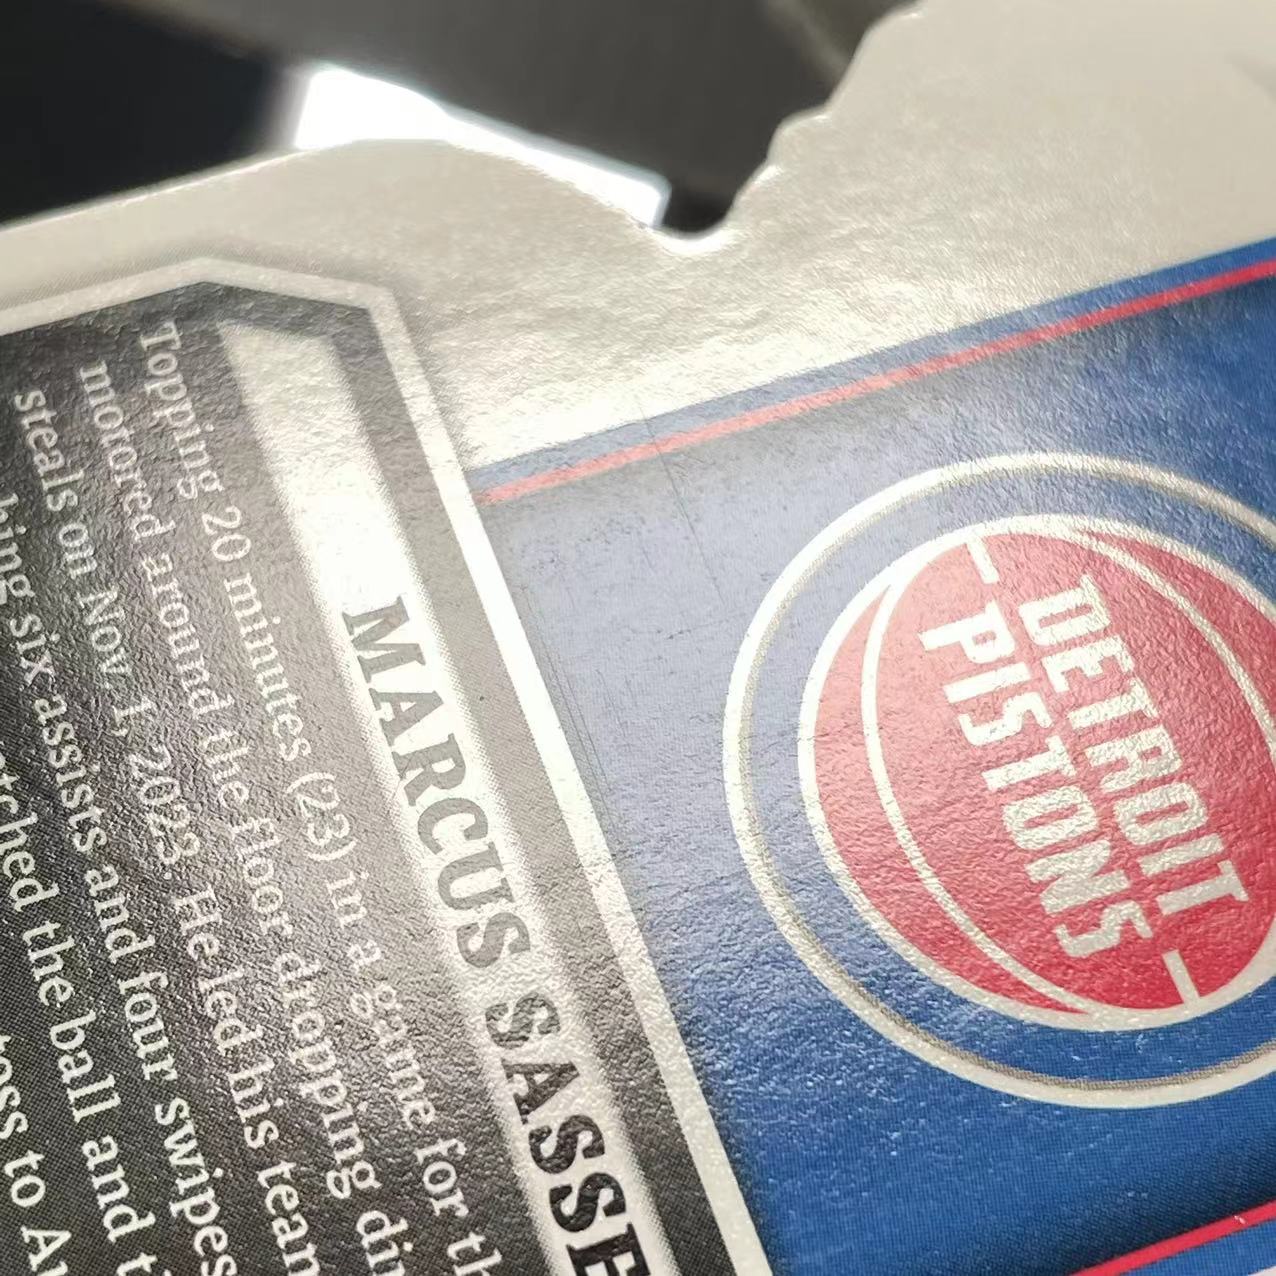 DETROIT
PISTONS
MARCUS SASSE
Topping 20 minutes (23) in a game for th
motored around the floor dropping di
steals on Nov. 1, 2023. He led his team
hing six assists and four swipes
tched the ball and t
toss to Au